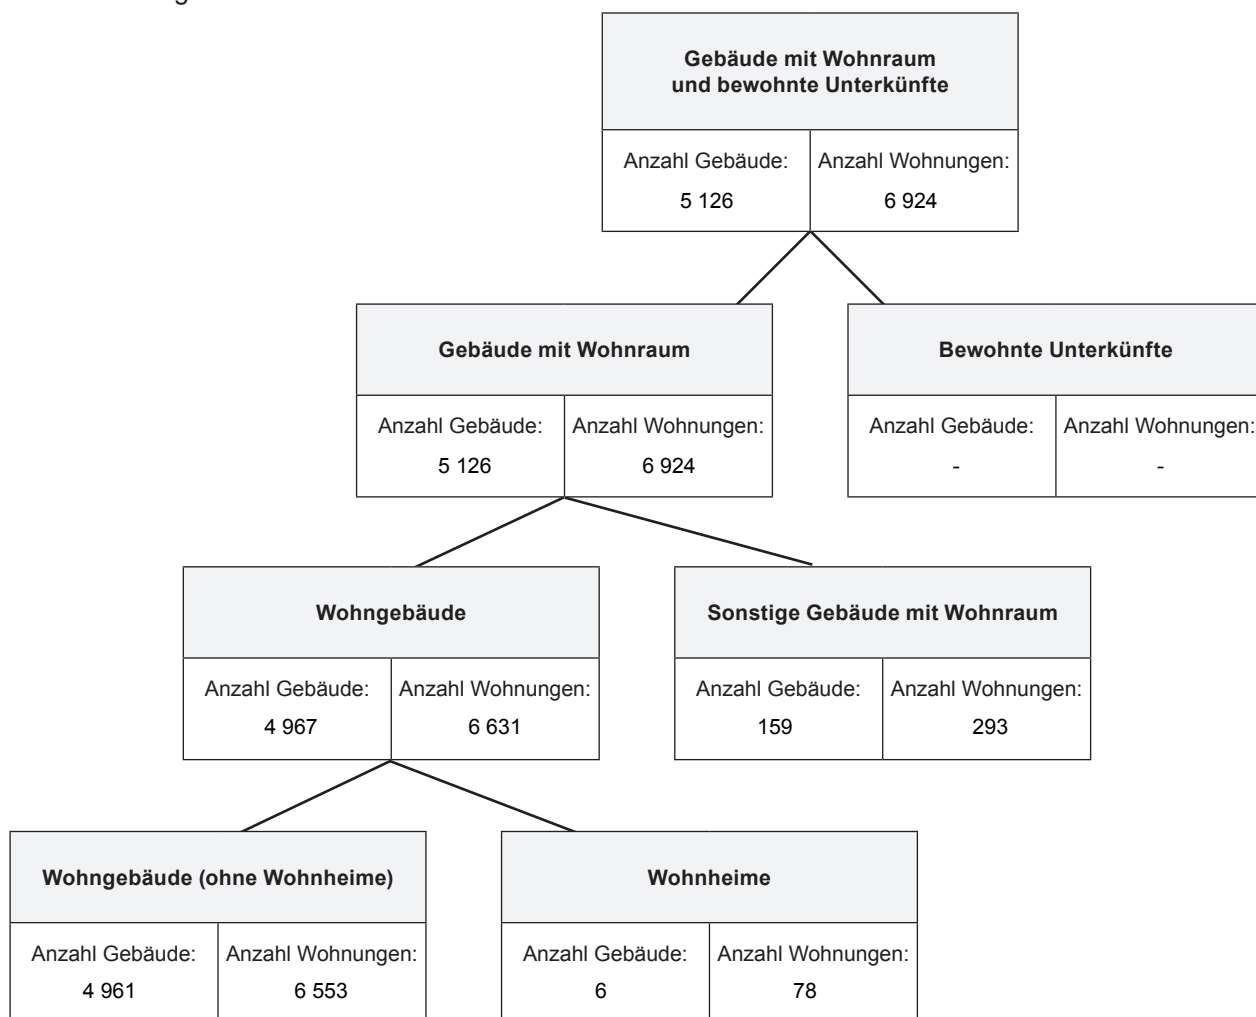 Gebäude mit Wohnraum
und bewohnte Unterkünfte
Anzahl Gebäude: Anzahl Wohnungen:
5 126 6 924
Gebäude mit Wohnraum Bewohnte Unterkünfte
Anzahl Gebäude: Anzahl Wohnungen: Anzahl Gebäude: Anzahl Wohnungen:
5 126 6 924 - -
Wohngebäude Sonstige Gebäude mit Wohnraum
Anzahl Gebäude: Anzahl Wohnungen: Anzahl Gebäude: Anzahl Wohnungen:
4 967 6 631 159 293
Wohngebäude (ohne Wohnheime) Wohnheime
Anzahl Gebäude: Anzahl Wohnungen: Anzahl Gebäude: Anzahl Wohnungen:
4 961 6 553 6 78